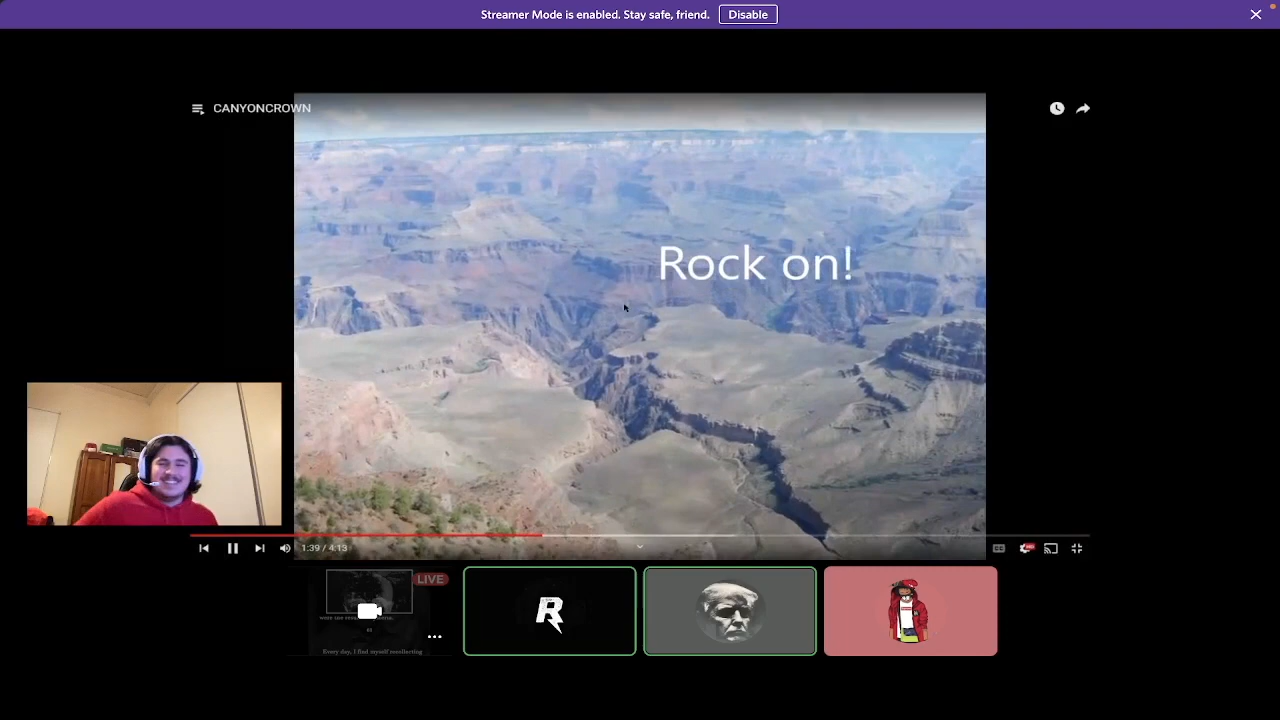 Streamer Mode is enabled. Stay safe, friend. Disable
CANYONCROWN
Rock on!
1:39 / 4:13
LIVE
Every day, I find myself recollecting
R